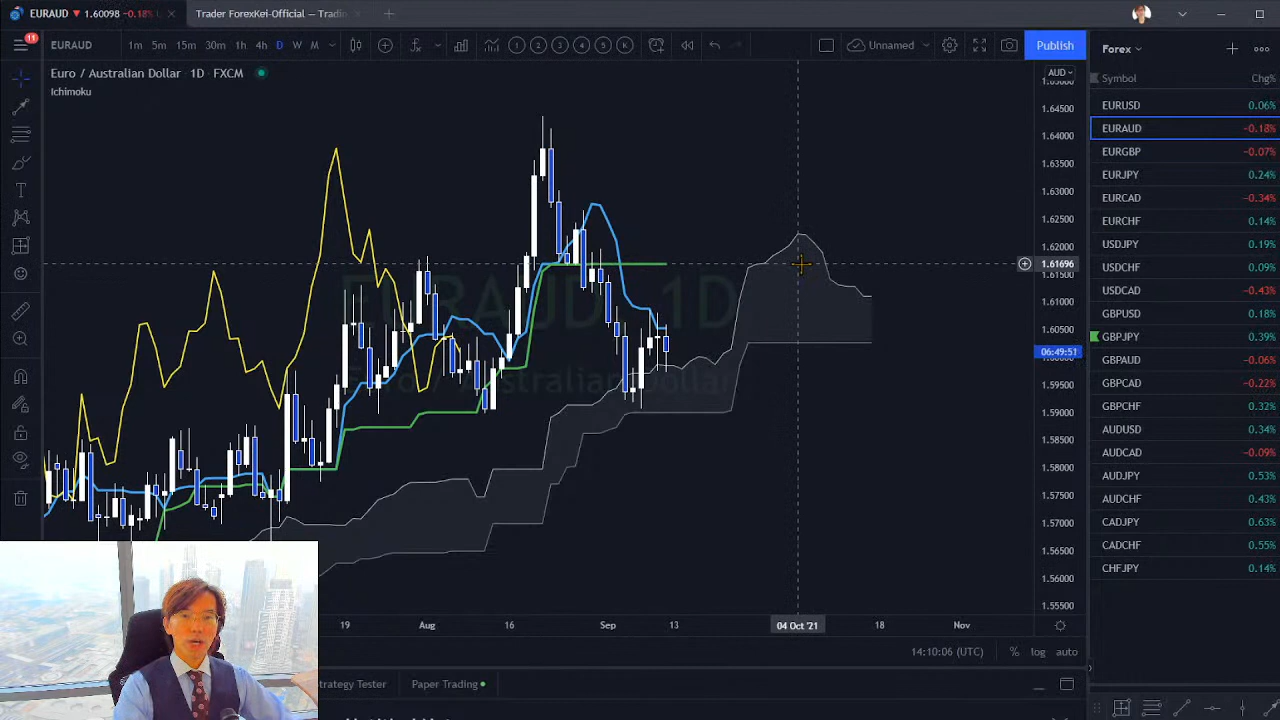 EURAUD ▼ 1.60098 −0.18%
Trader ForexKei-Official — Tradin
11
EURAUD
1m 5m 15m 30m 1h 4h D W M
1 2 3 4 5 K
Unnamed
Publish
Forex
Euro / Australian Dollar 1D FXCM
Ichimoku
AUD
Symbol Chg%
EURUSD 0.06%
EURAUD −0.18%
EURGBP −0.07%
EURJPY 0.24%
EURCAD −0.34%
EURCHF 0.14%
USDJPY 0.19%
USDCHF 0.09%
USDCAD −0.43%
GBPUSD 0.18%
GBPJPY 0.39%
GBPAUD −0.06%
GBPCAD −0.22%
GBPCHF 0.32%
AUDUSD 0.34%
AUDCAD −0.09%
AUDJPY 0.53%
AUDCHF 0.43%
CADJPY 0.63%
CADCHF 0.55%
CHFJPY 0.14%
1.64500
1.64000
1.63500
1.63000
1.62500
1.62000
1.61696
1.61500
1.61000
1.60500
06:49:51
1.59500
1.59000
1.58500
1.58000
1.57500
1.57000
1.56500
1.56000
1.55500
EURAUD, 1D
Euro / Australian Dollar
19 Aug 16 Sep 13 04 Oct '21 18 Nov
14:10:06 (UTC) % log auto
trategy Tester Paper Trading